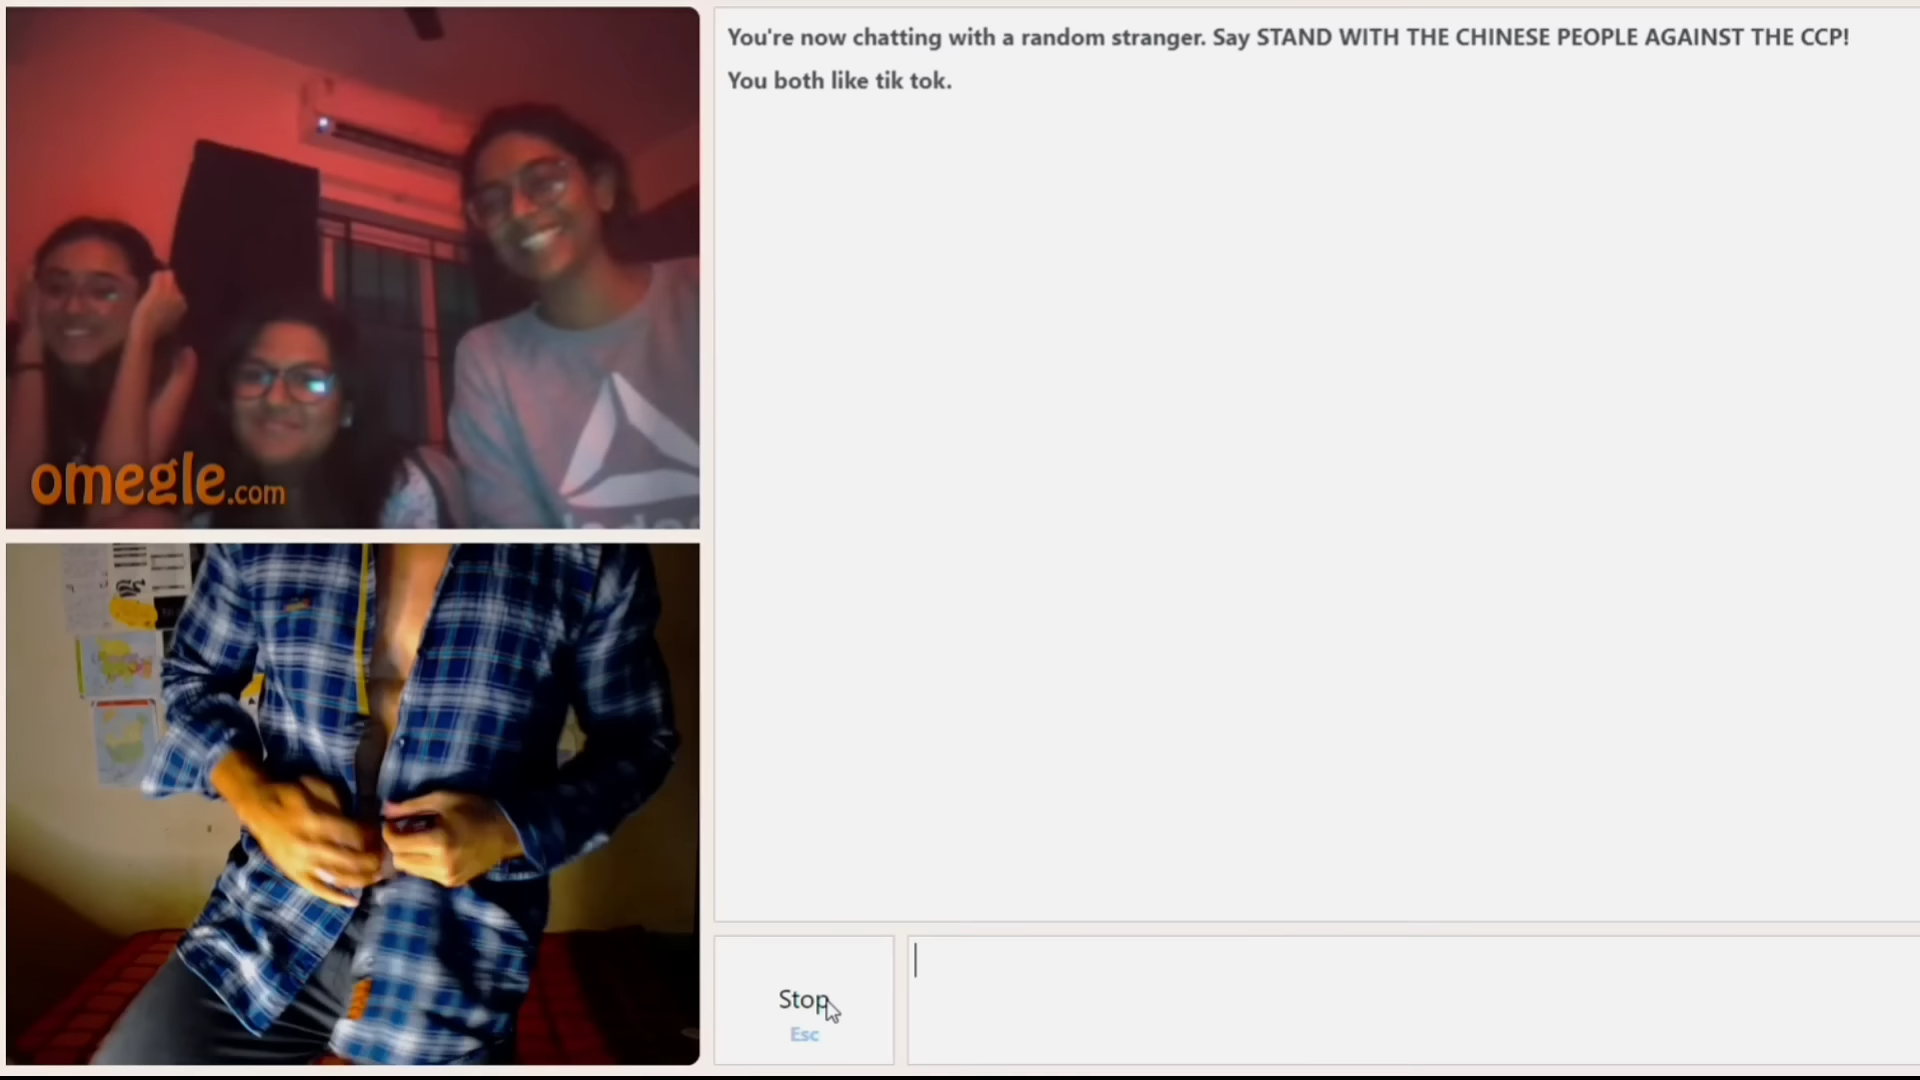 You're now chatting with a random stranger. Say STAND WITH THE CHINESE PEOPLE AGAINST THE CCP!
You both like tik tok.
omegle.com
Stop
Esc